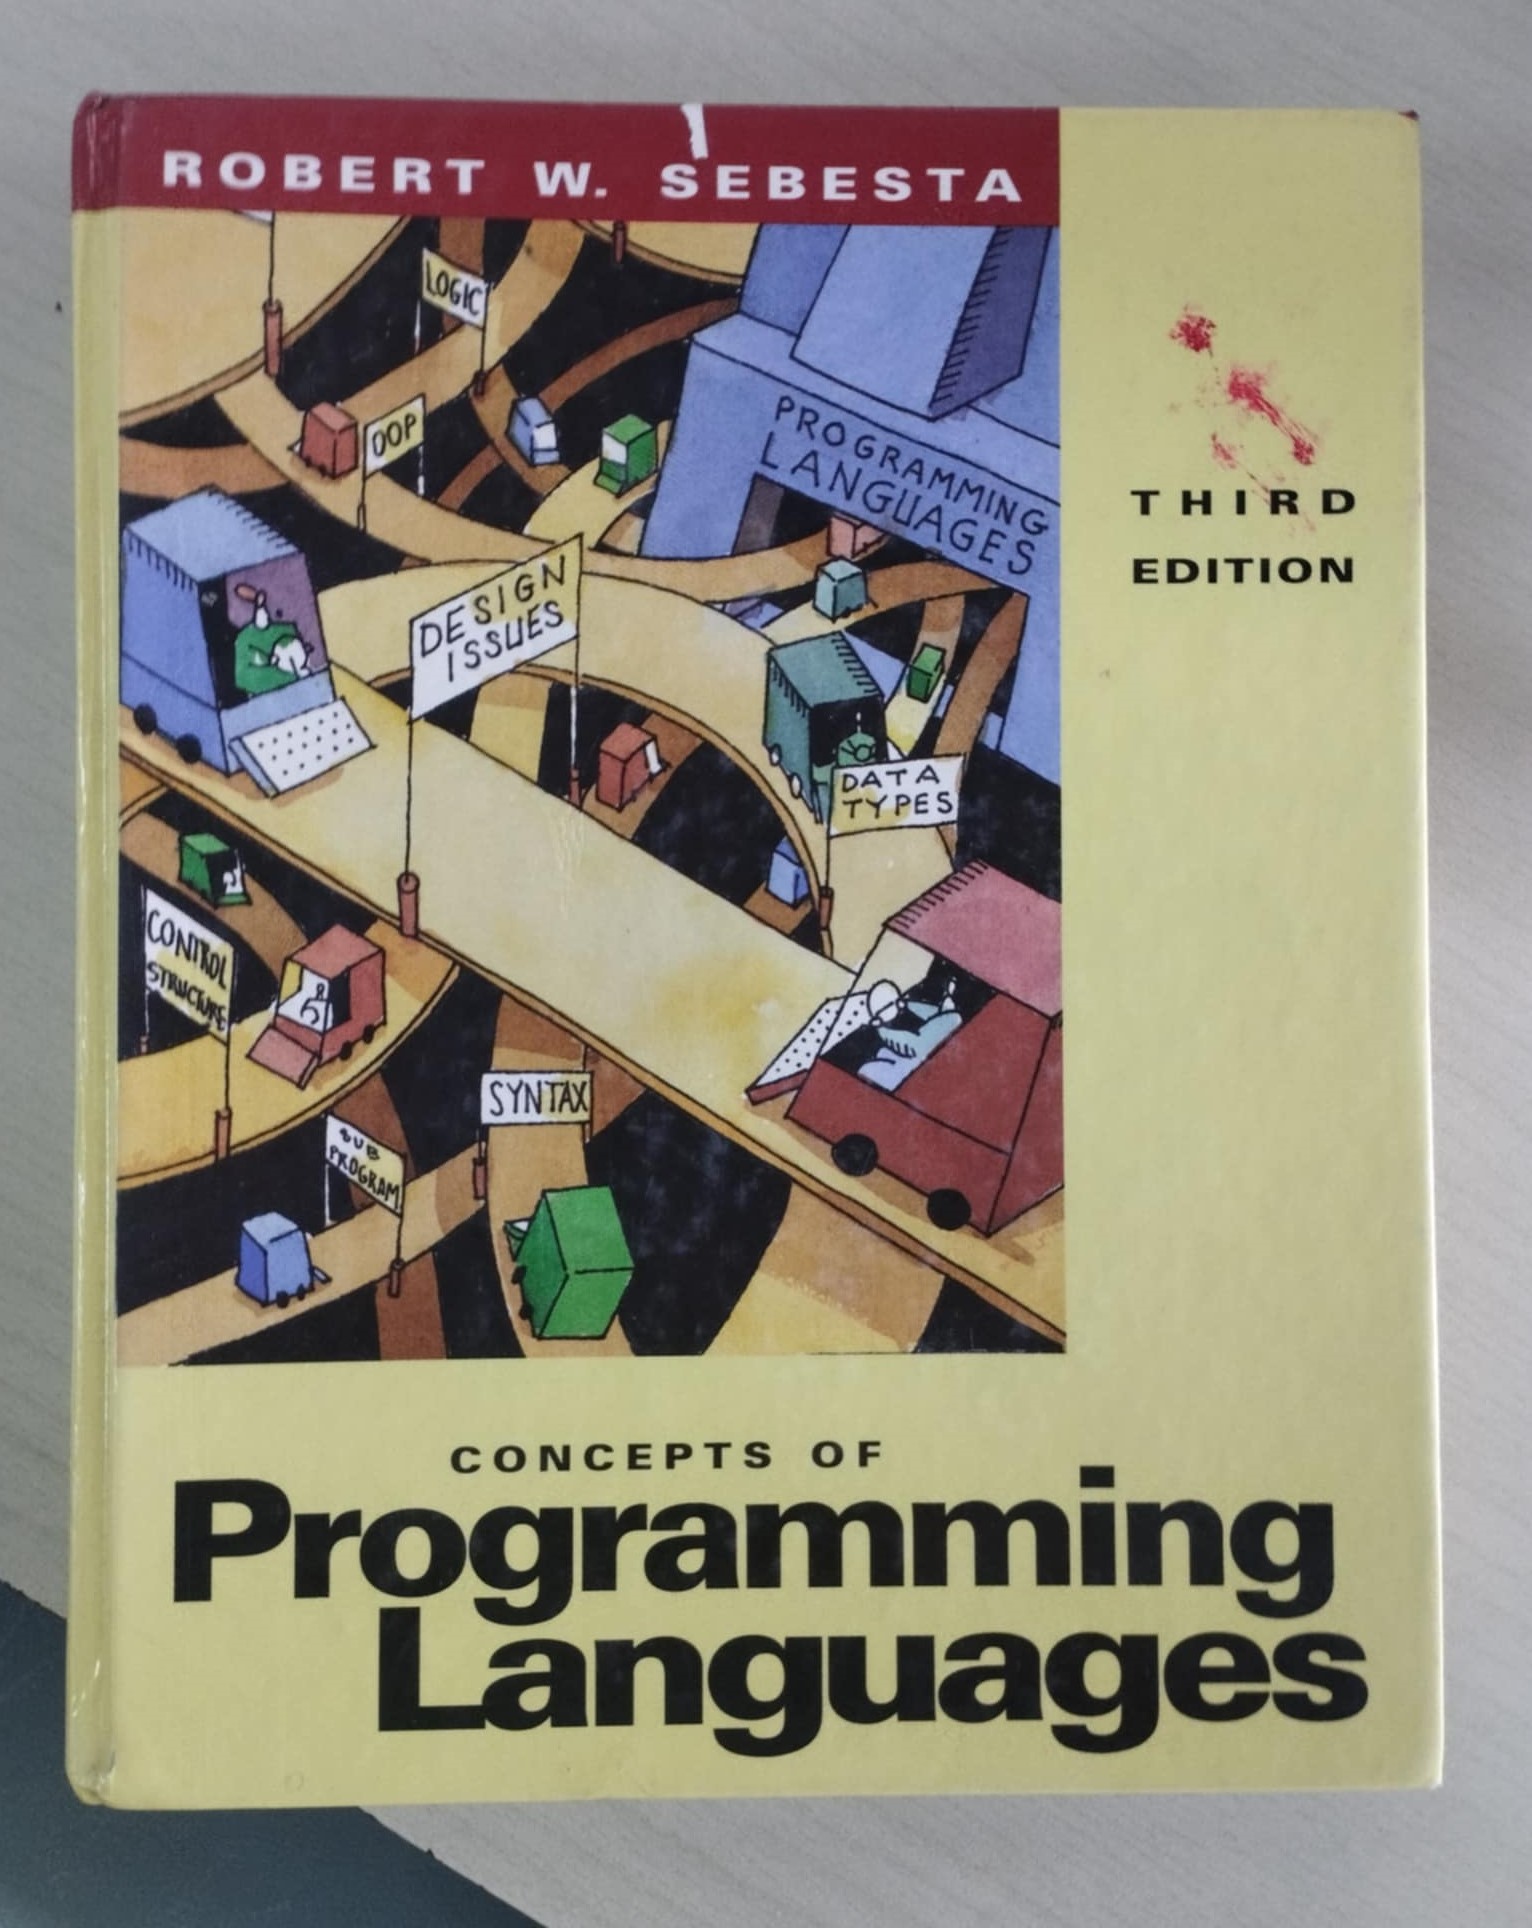 ROBERT W. SEBESTA
LOGIC
OOP
PROGRAMMING
LANGUAGES
THIRD
EDITION
DESIGN
ISSUES
DATA
TYPES
CONTROL
STRUCTURE
SYNTAX
SUB
PROGRAM
CONCEPTS OF
Programming
Languages